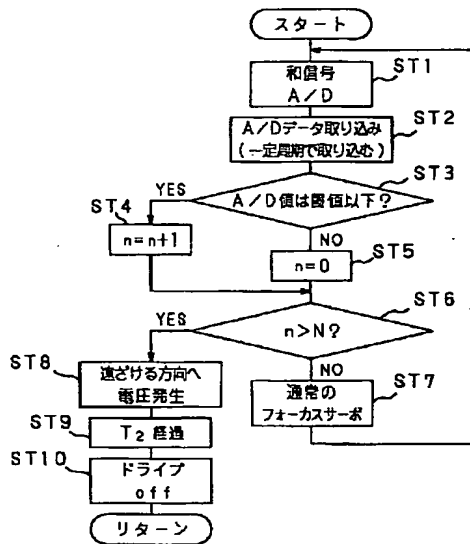 スタート
和信号
A/D
ST1
A/Dデータ取り込み
(一定周期で取り込む)
ST2
ST3
A/D値は閾値以下?
YES
ST4
n=n+1
NO
n=0
ST5
ST6
n>N?
YES
ST8
遠ざける方向へ
電圧発生
NO
通常の
フォーカスサーボ
ST7
ST9
T₂経過
ST10
ドライブ
off
リターン